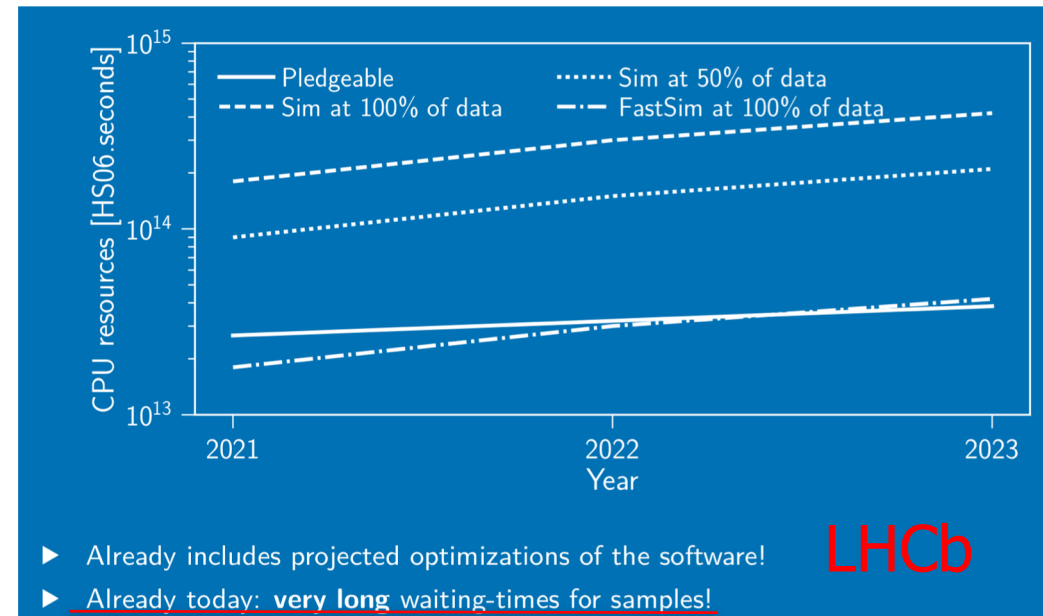 10^15
CPU resources [HS06.seconds]
Pledgeable
Sim at 100% of data
Sim at 50% of data
FastSim at 100% of data
10^14
10^13
2021 2022 2023
Year
LHCb
▶ Already includes projected optimizations of the software!
▶ Already today: very long waiting-times for samples!